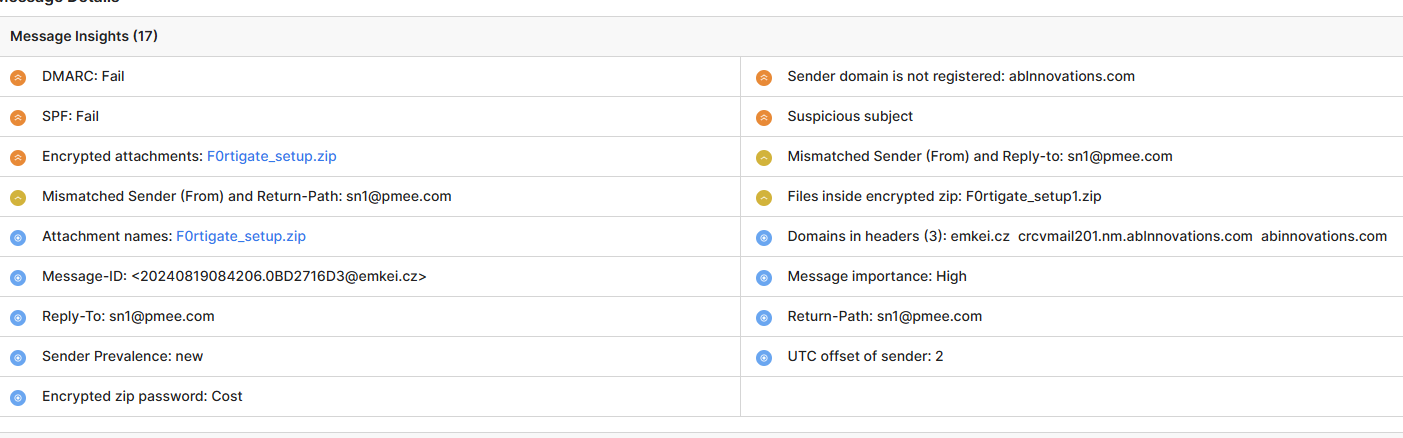 Message Details
Message Insights (17)
DMARC: Fail
Sender domain is not registered: ablnnovations.com
SPF: Fail
Suspicious subject
Encrypted attachments: F0rtigate_setup.zip
Mismatched Sender (From) and Reply-to: sn1@pmee.com
Mismatched Sender (From) and Return-Path: sn1@pmee.com
Files inside encrypted zip: F0rtigate_setup1.zip
Attachment names: F0rtigate_setup.zip
Domains in headers (3): emkei.cz crcvmail201.nm.ablnnovations.com abinnovations.com
Message-ID: <20240819084206.0BD2716D3@emkei.cz>
Message importance: High
Reply-To: sn1@pmee.com
Return-Path: sn1@pmee.com
Sender Prevalence: new
UTC offset of sender: 2
Encrypted zip password: Cost